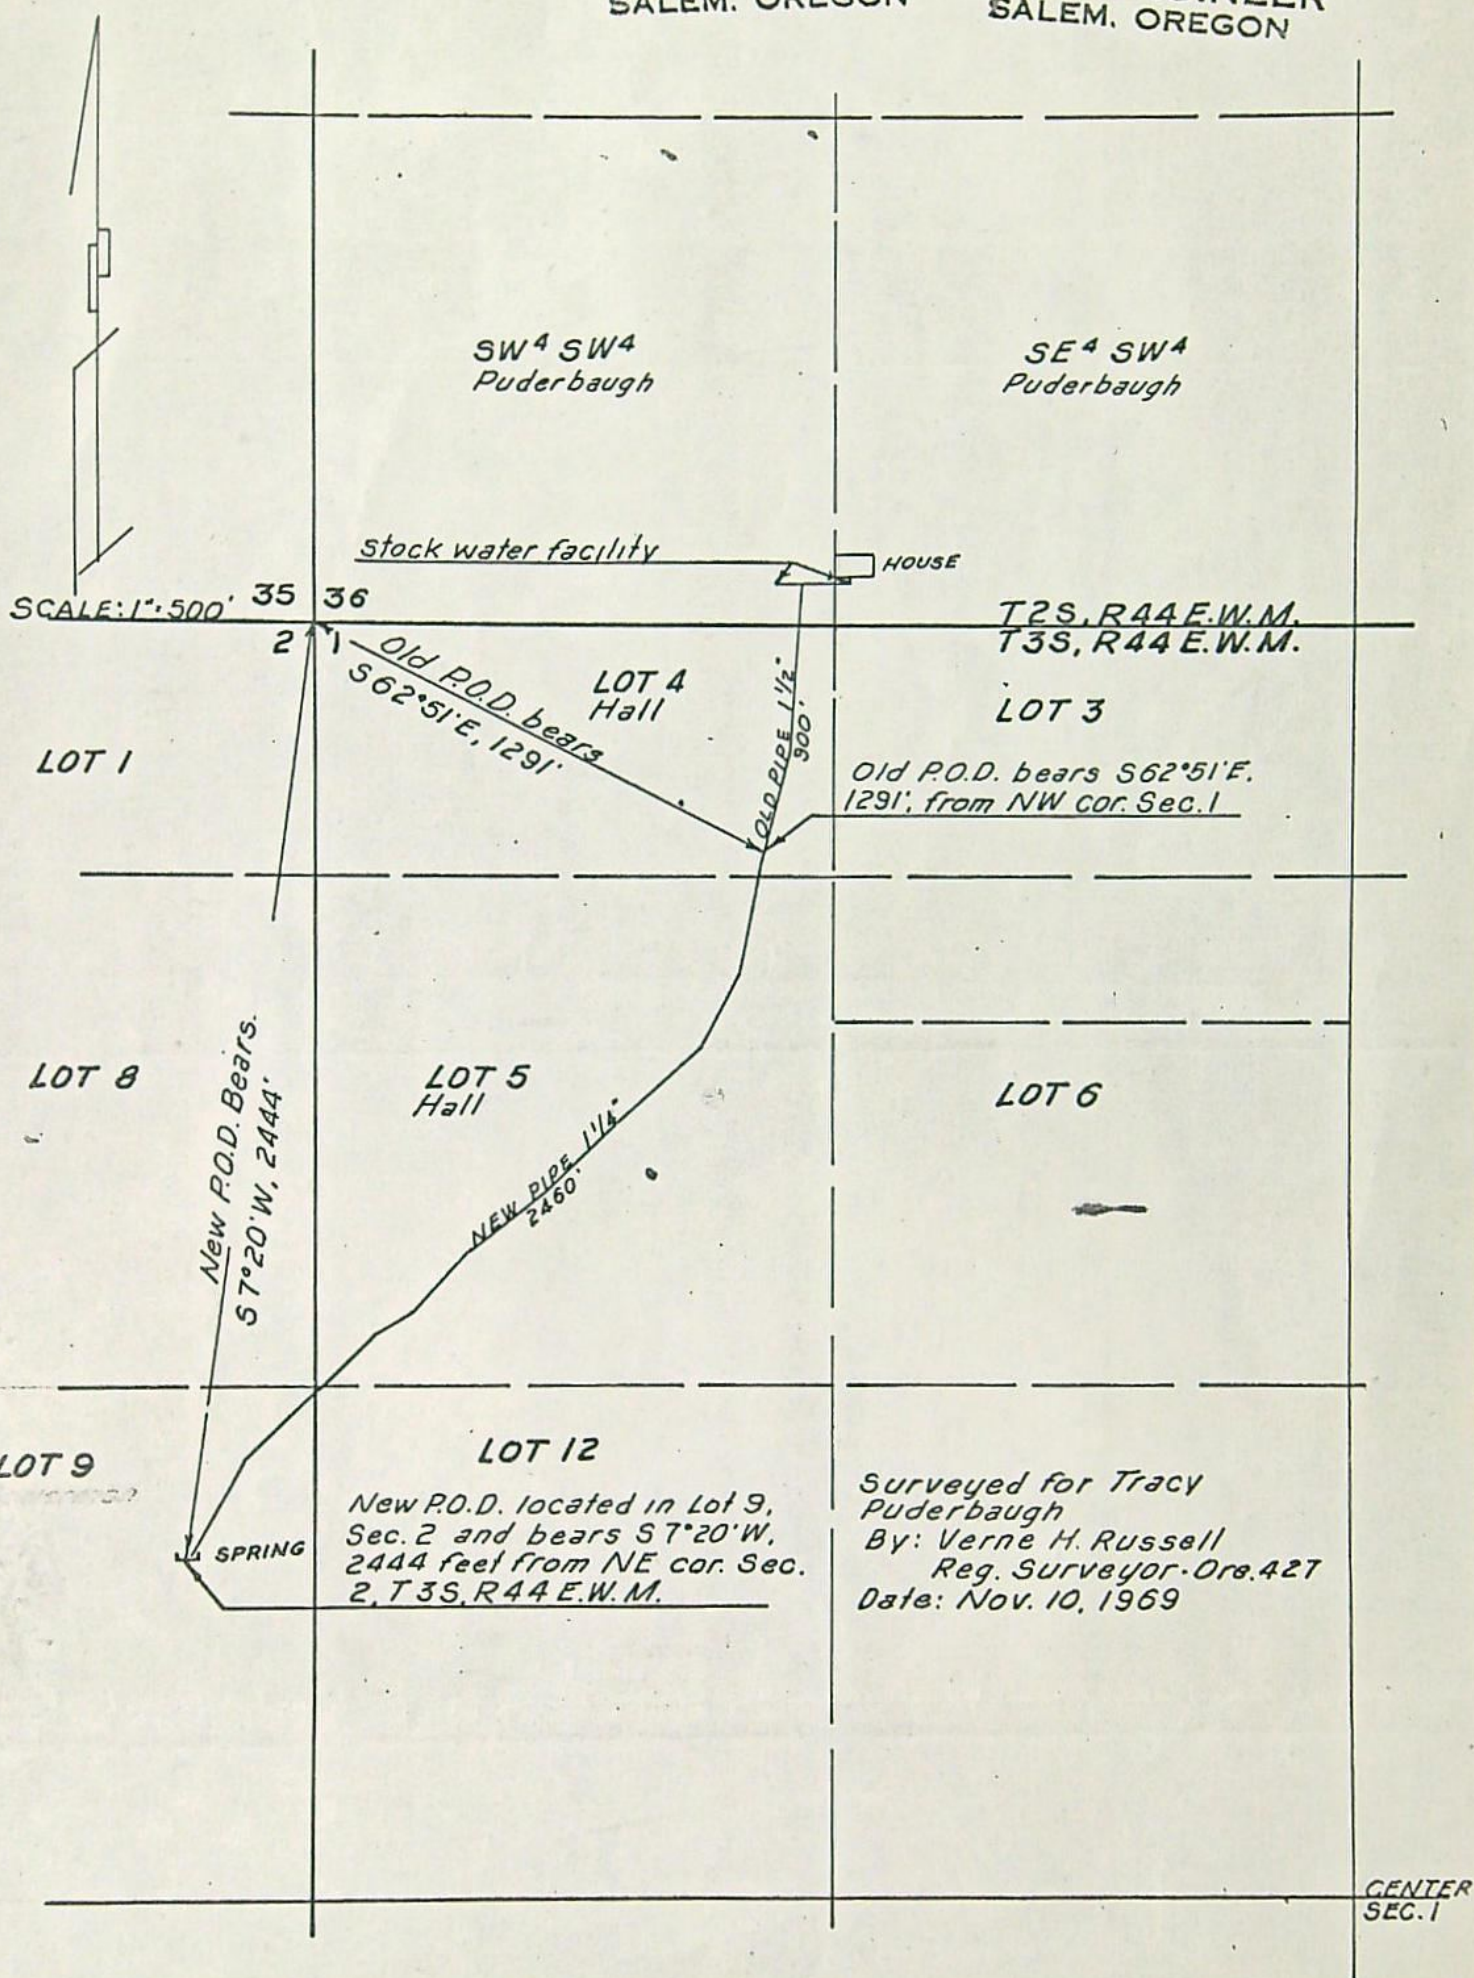 SALEM. OREGON
SALEM, OREGON
SW⁴ SW⁴
Puderbaugh
SE⁴ SW⁴
Puderbaugh
Stock water facility
HOUSE
SCALE: 1"=500'
35
36
2
1
T2S, R44 E.W.M.
T3S, R44 E.W.M.
Old P.O.D. bears
S62°51'E, 1291'
LOT 4
Hall
OLD PIPE 1½"
900'
LOT 3
LOT 1
Old P.O.D. bears S62°51'E,
1291', from NW cor. Sec. 1
LOT 8
New P.O.D. Bears.
S7°20'W, 2444'
LOT 5
Hall
LOT 6
NEW PIPE 1¼"
2460'
LOT 9
LOT 12
SPRING
New P.O.D. located in Lot 9,
Sec. 2 and bears S 7°20'W,
2444 feet from NE cor. Sec.
2, T3S, R44 E.W.M.
Surveyed for Tracy
Puderbaugh
By: Verne H. Russell
Reg. Surveyor·Ore. 427
Date: Nov. 10, 1969
CENTER
SEC. 1